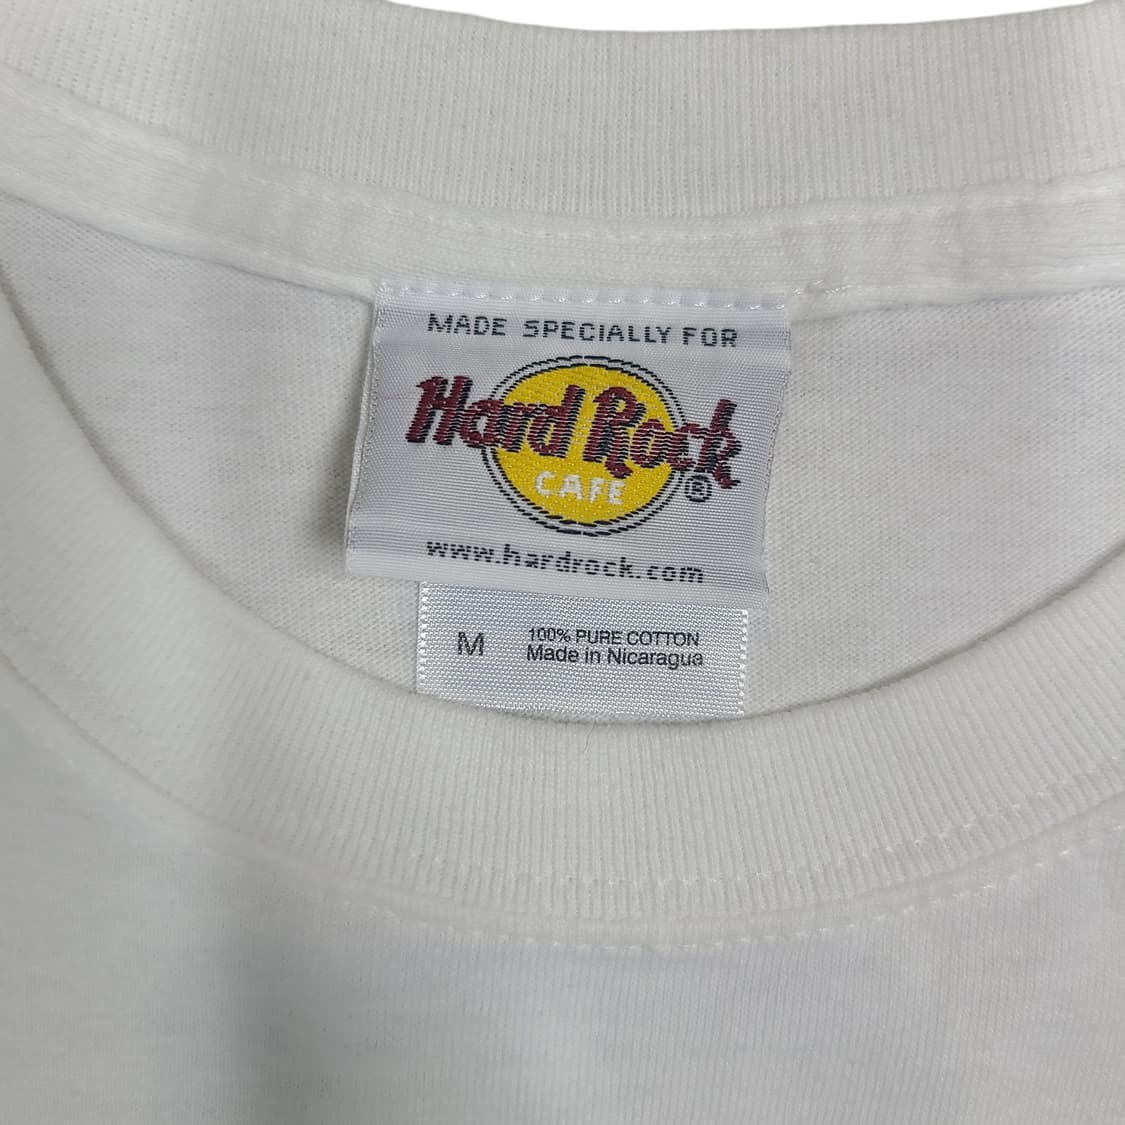 MADE SPECIALLY FOR
Hard Rock
CAFE ®
www.hardrock.com
M
100% PURE COTTON
Made in Nicaragua